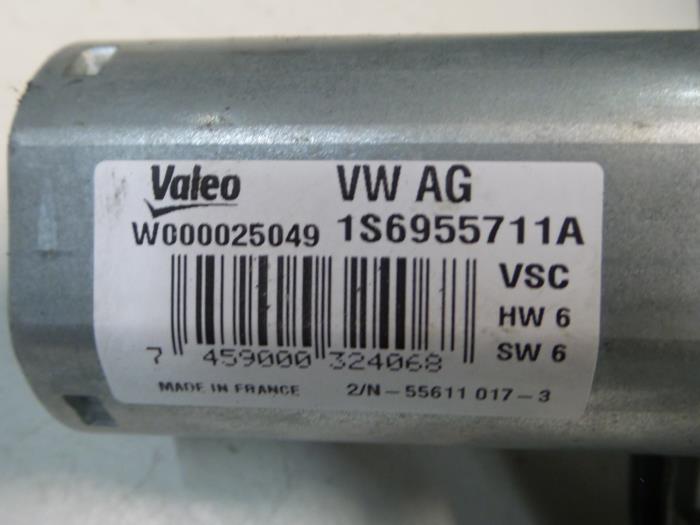 Valeo VW AG
W000025049 1S6955711A
VSC
HW 6
SW 6
7 459000 324068
MADE IN FRANCE 2/N-55611 017-3